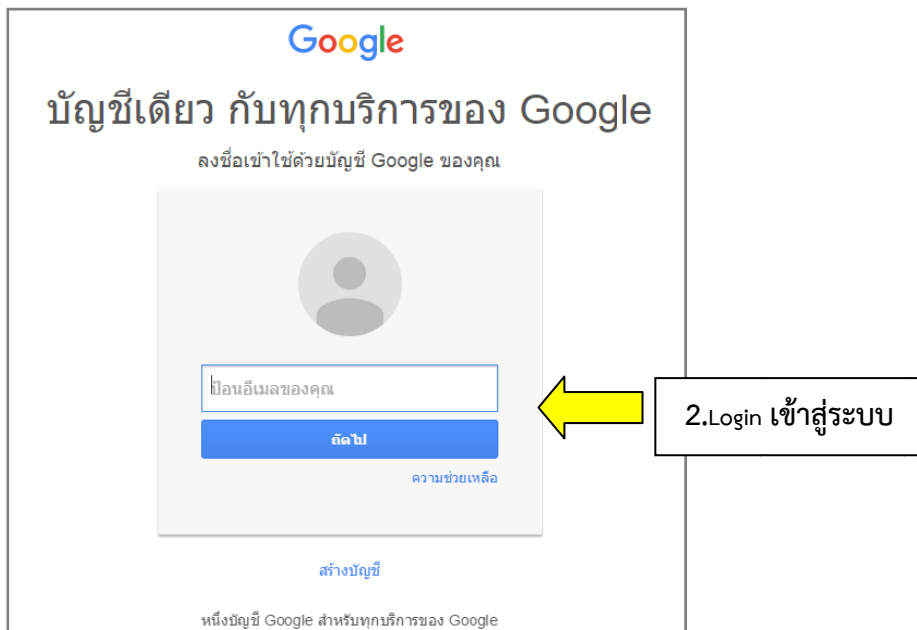 Google
บัญชีเดียว กับทุกบริการของ Google
ลงชื่อเข้าใช้ด้วยบัญชี Google ของคุณ
ป้อนอีเมลของคุณ
ถัดไป
2.Login เข้าสู่ระบบ
ความช่วยเหลือ
สร้างบัญชี
หนึ่งบัญชี Google สำหรับทุกบริการของ Google